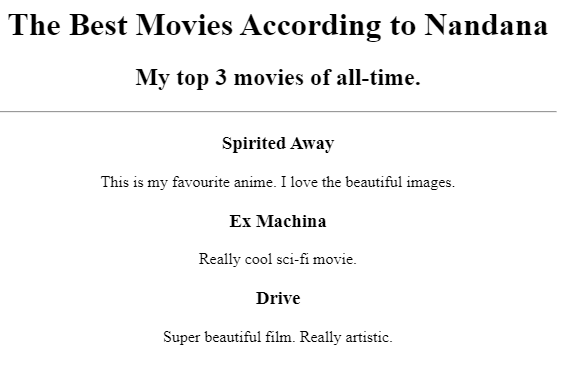 The Best Movies According to Nandana
My top 3 movies of all-time.
Spirited Away
This is my favourite anime. I love the beautiful images.
Ex Machina
Really cool sci-fi movie.
Drive
Super beautiful film. Really artistic.